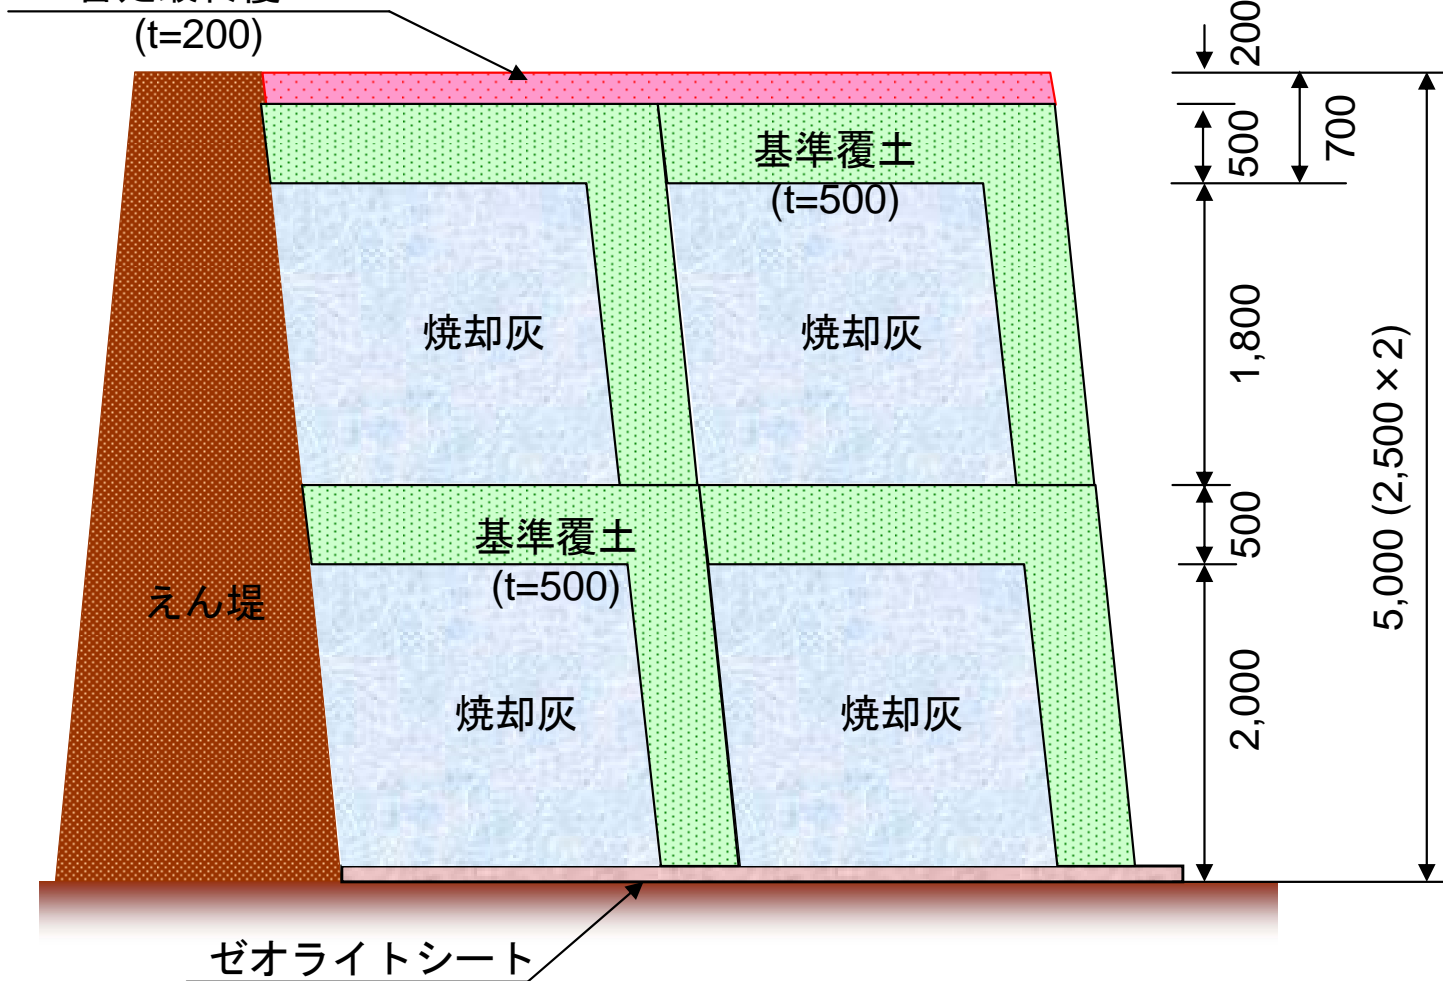 (t=200)
200
基準覆土
(t=500)
500
700
焼却灰
焼却灰
1,800
5,000 (2,500×2)
基準覆土
(t=500)
500
えん堤
焼却灰
焼却灰
2,000
ゼオライトシート